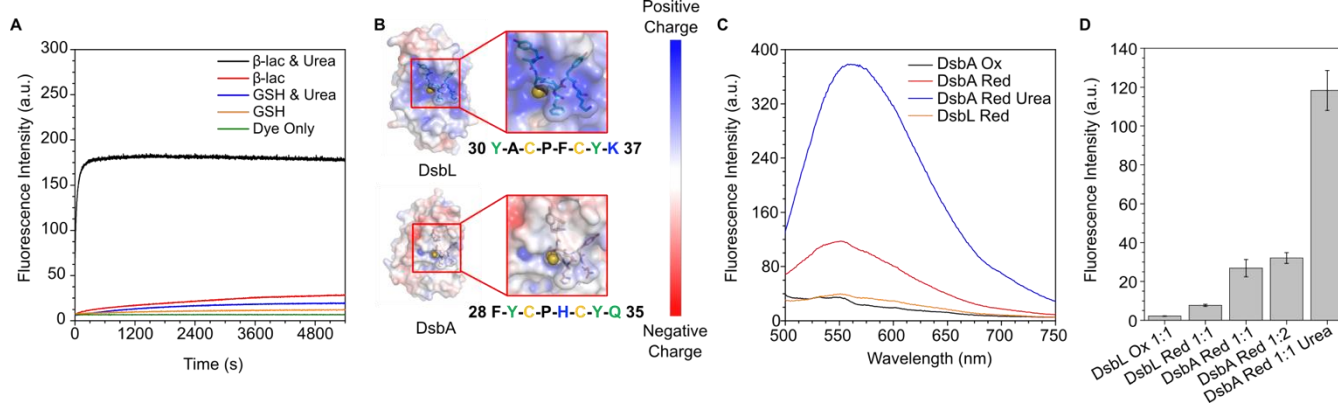 A
Fluorescence Intensity (a.u.)
300
250
200
175
150
100
50
0
0
1200
2400
3600
4800
Time (s)
β-lac & Urea
β-lac
GSH & Urea
GSH
Dye Only
B
Positive
Charge
30 Y-A-C-P-F-C-Y-K 37
DsbL
28 F-Y-C-P-H-C-Y-Q 35
DsbA
Negative
Charge
C
Fluorescence Intensity (a.u.)
400
320
240
160
80
0
500
550
600
650
700
750
Wavelength (nm)
DsbA Ox
DsbA Red
DsbA Red Urea
DsbL Red
D
Fluorescence Intensity (a.u.)
140
120
100
80
60
40
20
0
DsbL Ox 1:1
DsbL Red 1:1
DsbA Red 1:1
DsbA Red 1:2
DsbA Red 1:1 Urea